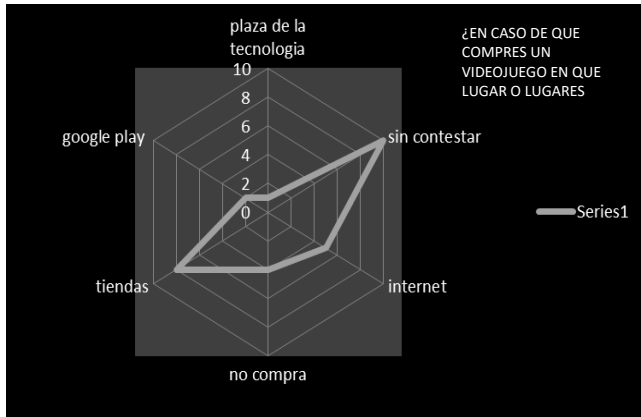 plaza de la
tecnologia
¿EN CASO DE QUE
COMPRES UN
VIDEOJUEGO EN QUE
LUGAR O LUGARES
10
8
6
4
2
0
google play
sin contestar
Series1
tiendas
internet
no compra